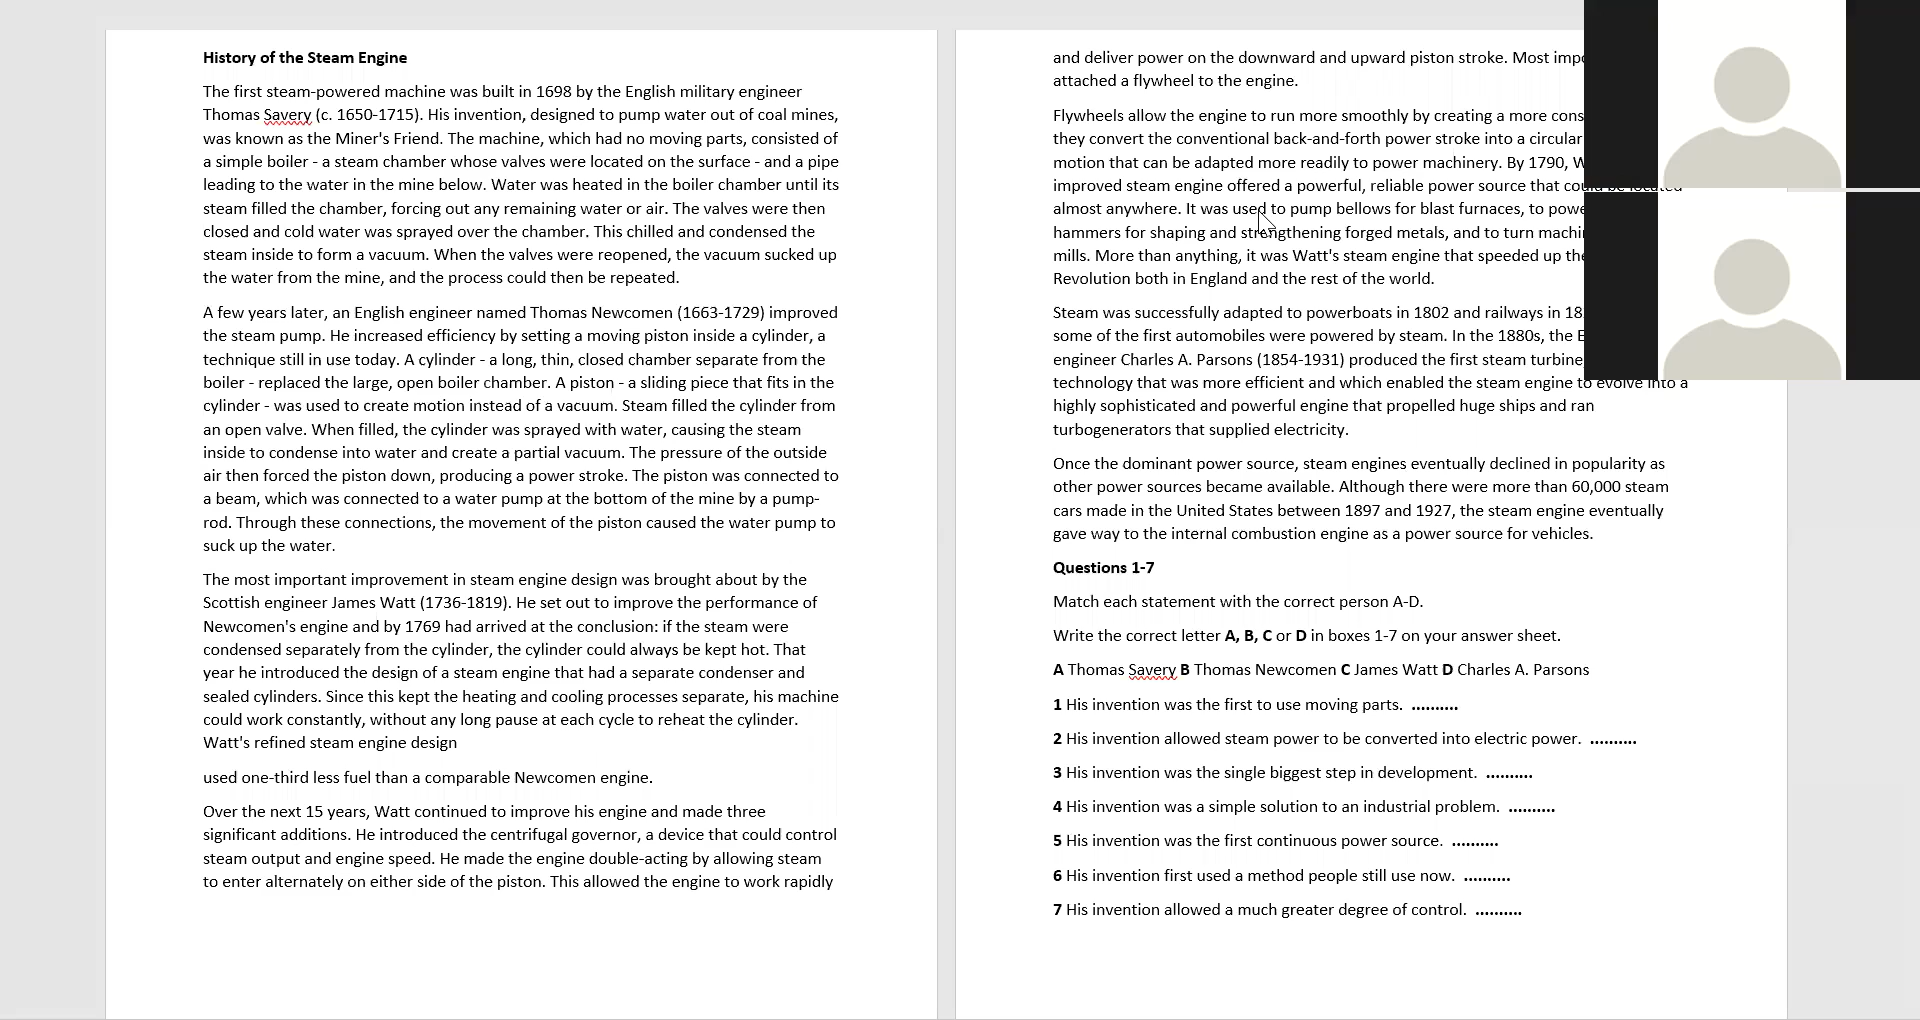 History of the Steam Engine
The first steam-powered machine was built in 1698 by the English military engineer
Thomas Savery (c. 1650-1715). His invention, designed to pump water out of coal mines,
was known as the Miner's Friend. The machine, which had no moving parts, consisted of
a simple boiler - a steam chamber whose valves were located on the surface - and a pipe
leading to the water in the mine below. Water was heated in the boiler chamber until its
steam filled the chamber, forcing out any remaining water or air. The valves were then
closed and cold water was sprayed over the chamber. This chilled and condensed the
steam inside to form a vacuum. When the valves were reopened, the vacuum sucked up
the water from the mine, and the process could then be repeated.
A few years later, an English engineer named Thomas Newcomen (1663-1729) improved
the steam pump. He increased efficiency by setting a moving piston inside a cylinder, a
technique still in use today. A cylinder - a long, thin, closed chamber separate from the
boiler - replaced the large, open boiler chamber. A piston - a sliding piece that fits in the
cylinder - was used to create motion instead of a vacuum. Steam filled the cylinder from
an open valve. When filled, the cylinder was sprayed with water, causing the steam
inside to condense into water and create a partial vacuum. The pressure of the outside
air then forced the piston down, producing a power stroke. The piston was connected to
a beam, which was connected to a water pump at the bottom of the mine by a pump-
rod. Through these connections, the movement of the piston caused the water pump to
suck up the water.
The most important improvement in steam engine design was brought about by the
Scottish engineer James Watt (1736-1819). He set out to improve the performance of
Newcomen's engine and by 1769 had arrived at the conclusion: if the steam were
condensed separately from the cylinder, the cylinder could always be kept hot. That
year he introduced the design of a steam engine that had a separate condenser and
sealed cylinders. Since this kept the heating and cooling processes separate, his machine
could work constantly, without any long pause at each cycle to reheat the cylinder.
Watt's refined steam engine design
used one-third less fuel than a comparable Newcomen engine.
Over the next 15 years, Watt continued to improve his engine and made three
significant additions. He introduced the centrifugal governor, a device that could control
steam output and engine speed. He made the engine double-acting by allowing steam
to enter alternately on either side of the piston. This allowed the engine to work rapidly
and deliver power on the downward and upward piston stroke. Most
attached a flywheel to the engine.
Flywheels allow the engine to run more smoothly by creating a more
they convert the conventional back-and-forth power stroke into a circular
motion that can be adapted more readily to power machinery. By 1790,
improved steam engine offered a powerful, reliable power source that could be located
almost anywhere. It was used to pump bellows for blast furnaces, to
hammers for shaping and strengthening forged metals, and to turn
mills. More than anything, it was Watt's steam engine that speeded up
Revolution both in England and the rest of the world.
Steam was successfully adapted to powerboats in 1802 and railways in
some of the first automobiles were powered by steam. In the 1880s, the
engineer Charles A. Parsons (1854-1931) produced the first steam turbine
technology that was more efficient and which enabled the steam engine to evolve into a
highly sophisticated and powerful engine that propelled huge ships and ran
turbogenerators that supplied electricity.
Once the dominant power source, steam engines eventually declined in popularity as
other power sources became available. Although there were more than 60,000 steam
cars made in the United States between 1897 and 1927, the steam engine eventually
gave way to the internal combustion engine as a power source for vehicles.
Questions 1-7
Match each statement with the correct person A-D.
Write the correct letter A, B, C or D in boxes 1-7 on your answer sheet.
A Thomas Savery B Thomas Newcomen C James Watt D Charles A. Parsons
1 His invention was the first to use moving parts. ..........
2 His invention allowed steam power to be converted into electric power. ..........
3 His invention was the single biggest step in development. ..........
4 His invention was a simple solution to an industrial problem. ..........
5 His invention was the first continuous power source. ..........
6 His invention first used a method people still use now. ..........
7 His invention allowed a much greater degree of control. ..........